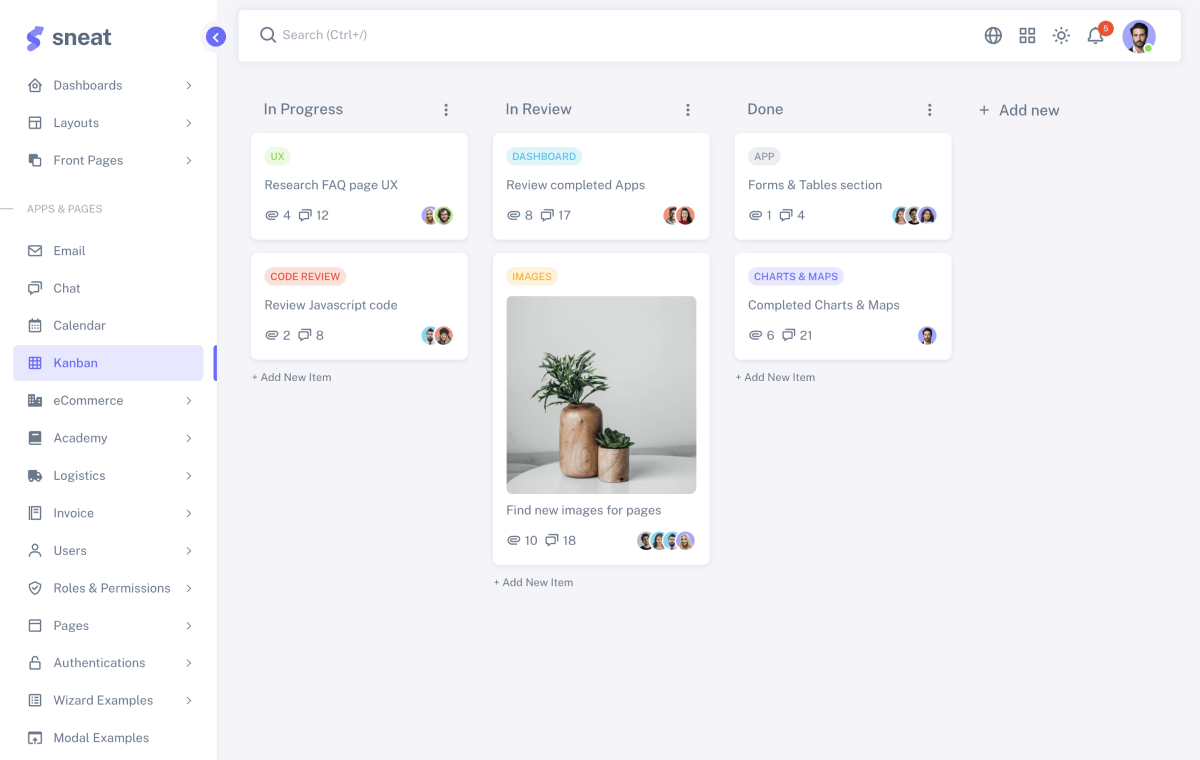 sneat
Dashboards
Layouts
Front Pages
APPS & PAGES
Email
Chat
Calendar
Kanban
eCommerce
Academy
Logistics
Invoice
Users
Roles & Permissions
Pages
Authentications
Wizard Examples
Modal Examples
Search (Ctrl+/)
5
In Progress
UX
Research FAQ page UX
4 12
CODE REVIEW
Review Javascript code
2 8
+ Add New Item
In Review
DASHBOARD
Review completed Apps
8 17
IMAGES
Find new images for pages
10 18
+ Add New Item
Done
APP
Forms & Tables section
1 4
CHARTS & MAPS
Completed Charts & Maps
6 21
+ Add New Item
+ Add new